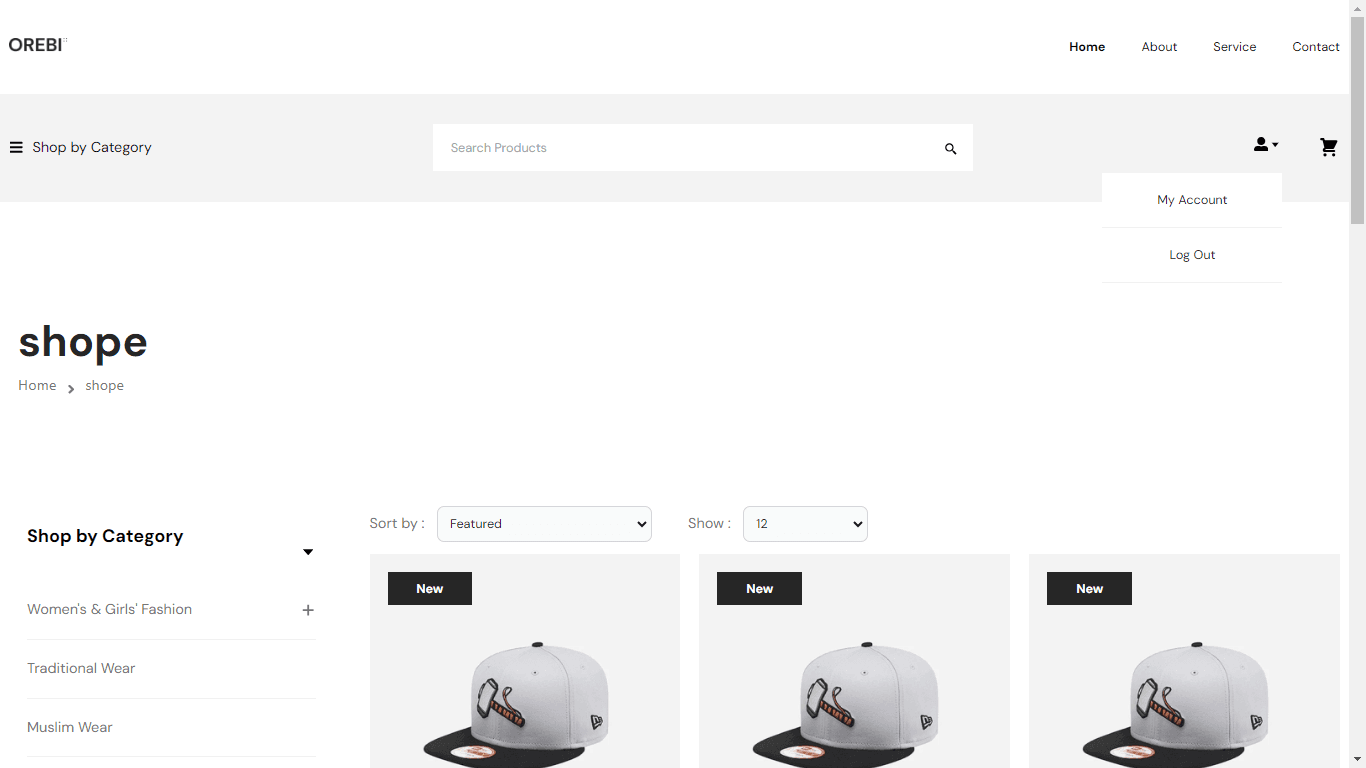 OREBI
Home About Service Contact
Shop by Category
Search Products
My Account
Log Out
shope
Home shope
Shop by Category
Sort by : Featured Show : 12
New New New
Women's & Girls' Fashion
Traditional Wear
Muslim Wear